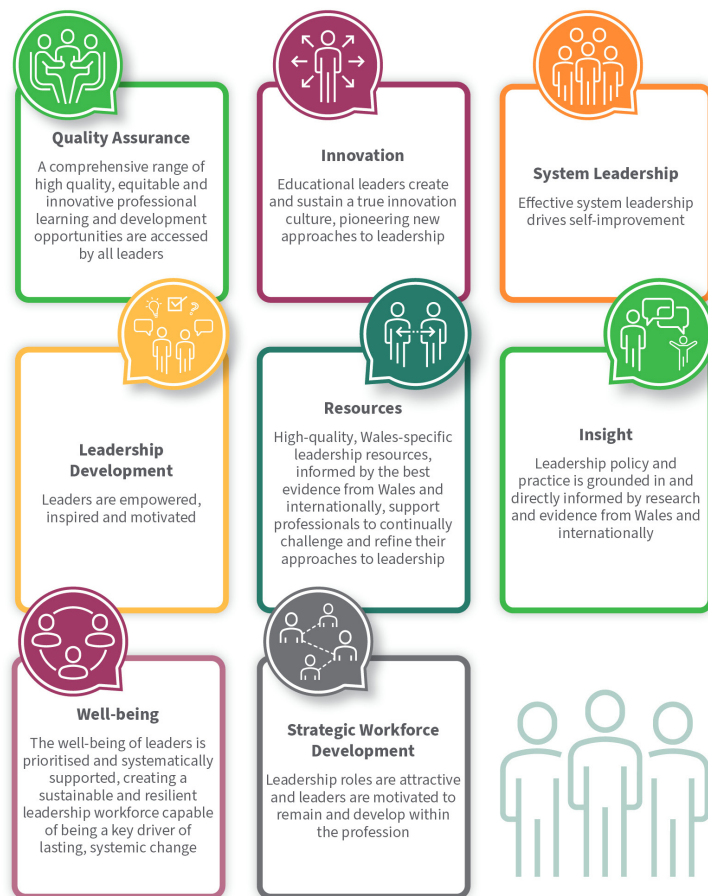 Quality Assurance
A comprehensive range of
high quality, equitable and
innovative professional
learning and development
opportunities are accessed
by all leaders
Innovation
Educational leaders create
and sustain a true innovation
culture, pioneering new
approaches to leadership
System Leadership
Effective system leadership
drives self-improvement
Leadership
Development
Leaders are empowered,
inspired and motivated
Resources
High-quality, Wales-specific
leadership resources,
informed by the best
evidence from Wales and
internationally, support
professionals to continually
challenge and refine their
approaches to leadership
Insight
Leadership policy and
practice is grounded in and
directly informed by research
and evidence from Wales and
internationally
Well-being
The well-being of leaders is
prioritised and systematically
supported, creating a
sustainable and resilient
leadership workforce capable
of being a key driver of
lasting, systemic change
Strategic Workforce
Development
Leadership roles are attractive
and leaders are motivated to
remain and develop within
the profession